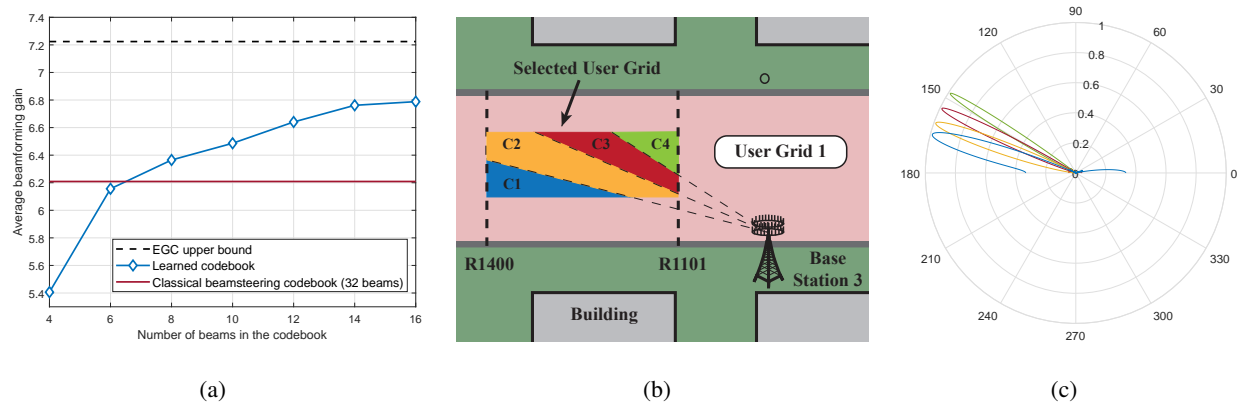 7.4
7.2
7
6.8
6.6
6.4
6.2
6
5.8
5.6
5.4
Average beamforming gain
EGC upper bound
Learned codebook
Classical beamsteering codebook (32 beams)
4
6
8
10
12
14
16
Number of beams in the codebook
(a)
Selected User Grid
C2
C3
C4
C1
User Grid 1
R1400
R1101
Base
Station 3
Building
(b)
90
120
60
150
30
180
0
210
330
240
300
270
1
0.8
0.6
0.4
0.2
0
(c)